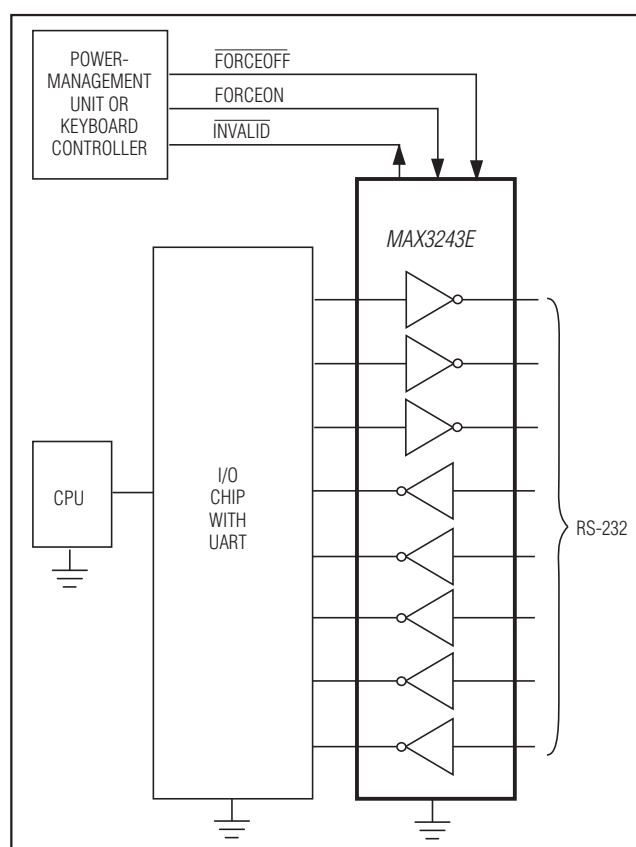 POWER-
MANAGEMENT
UNIT OR
KEYBOARD
CONTROLLER
FORCEOFF
FORCEON
INVALID
MAX3243E
CPU
I/O
CHIP
WITH
UART
RS-232